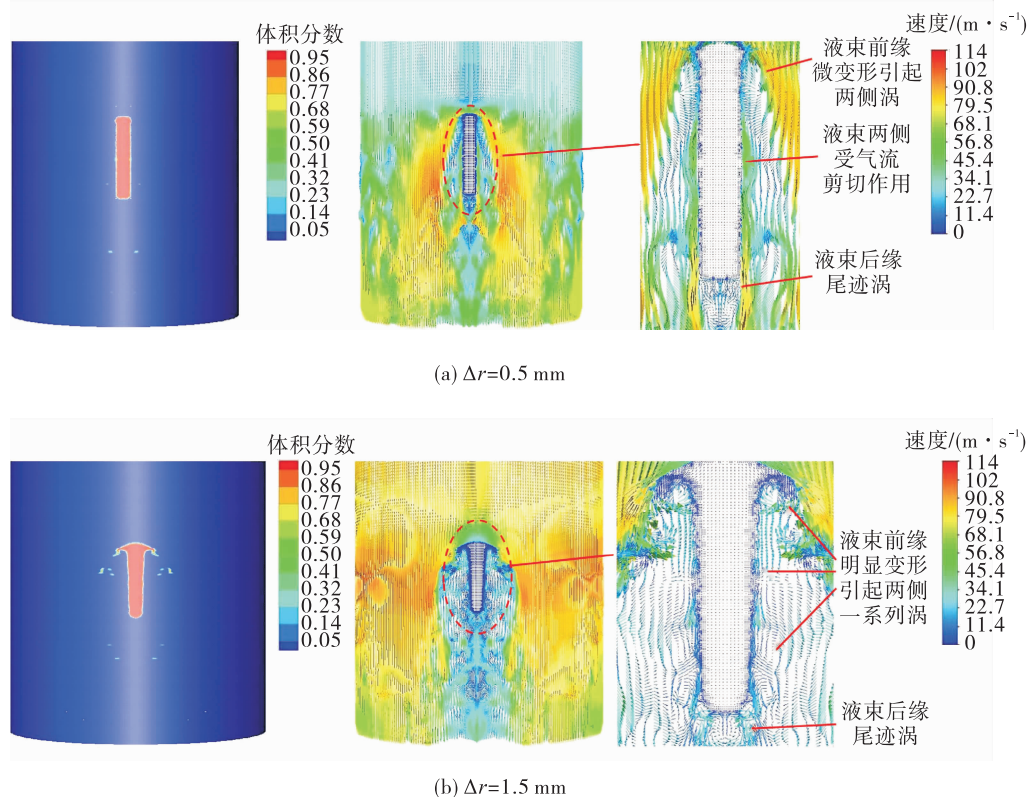 体积分数
0.95
0.86
0.77
0.68
0.59
0.50
0.41
0.32
0.23
0.14
0.05
液束前缘
微变形引起
两侧涡
液束两侧
受气流
剪切作用
液束后缘
尾迹涡
速度/(m·s⁻¹)
114
102
90.8
79.5
68.1
56.8
45.4
34.1
22.7
11.4
0
(a) Δr=0.5 mm
体积分数
0.95
0.86
0.77
0.68
0.59
0.50
0.41
0.32
0.23
0.14
0.05
液束前缘
明显变形
引起两侧
一系列涡
液束后缘
尾迹涡
速度/(m·s⁻¹)
114
102
90.8
79.5
68.1
56.8
45.4
34.1
22.7
11.4
0
(b) Δr=1.5 mm